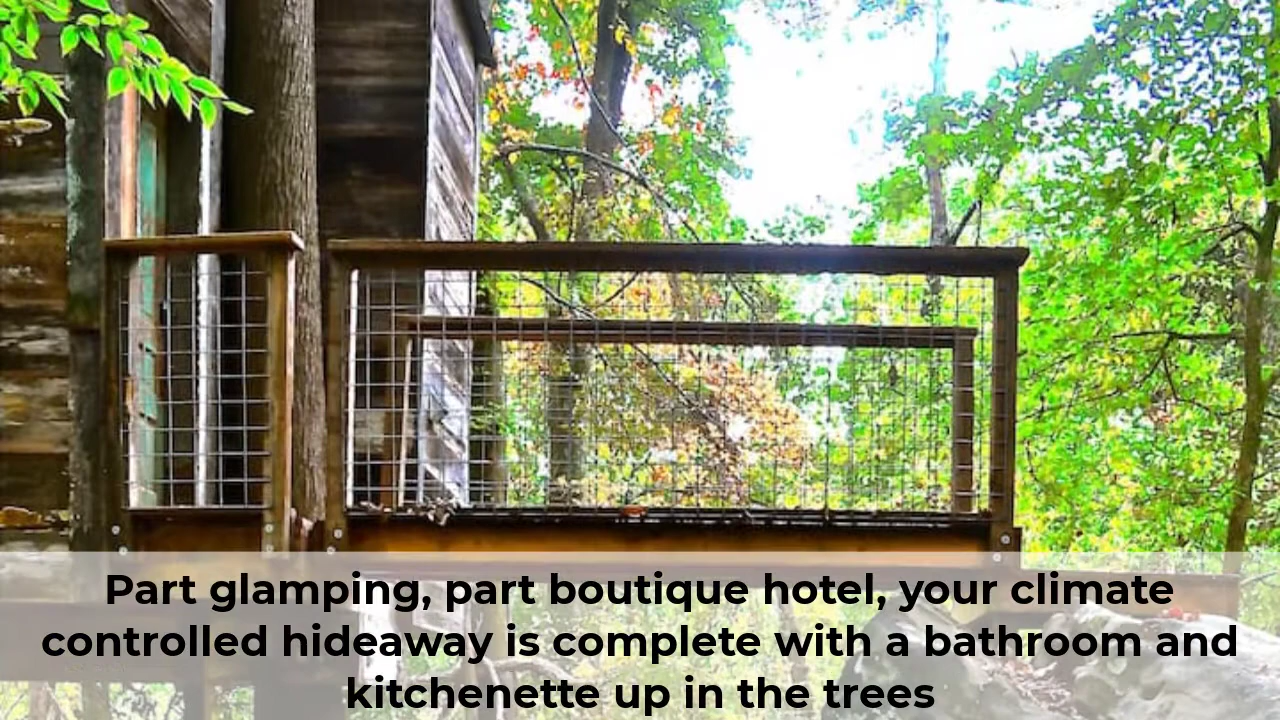 Part glamping, part boutique hotel, your climate
controlled hideaway is complete with a bathroom and
kitchenette up in the trees